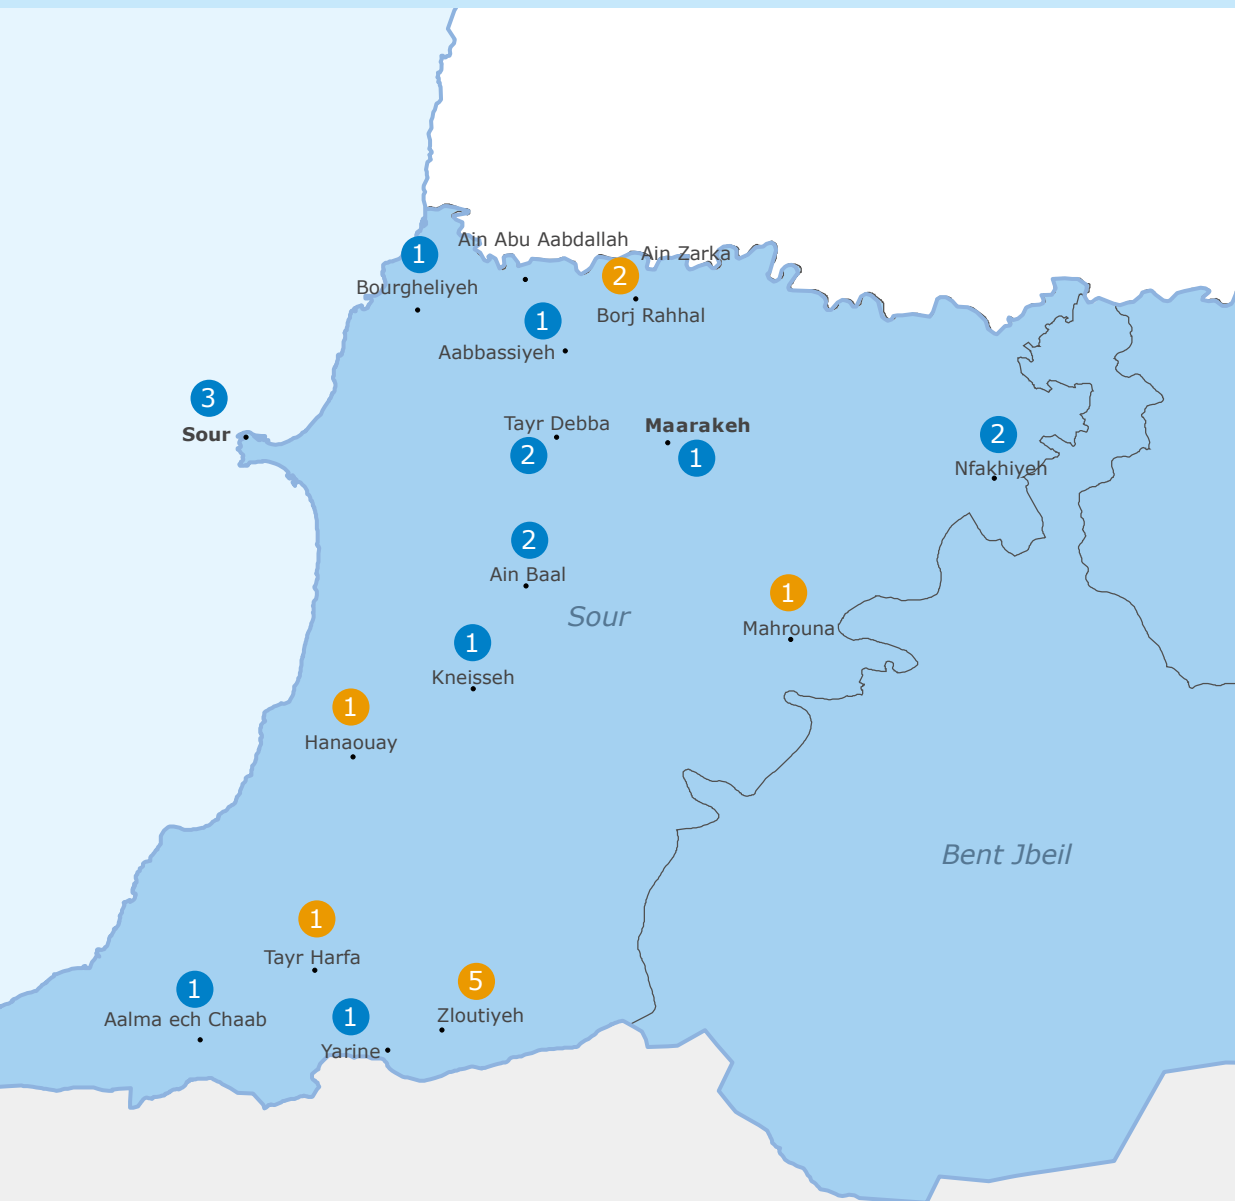 Ain Abu Aabdallah
1
Ain Zarka
2
Bourgheliyeh
Borj Rahhal
1
Aabbassiyeh
3
Sour
Tayr Debba
Maarakeh
2
1
2
Nfakhiyeh
2
Ain Baal
1
Sour
Mahrouna
1
Kneisseh
1
Hanaouay
Bent Jbeil
1
Tayr Harfa
5
1
Aalma ech Chaab
Zloutiyeh
1
Yarine